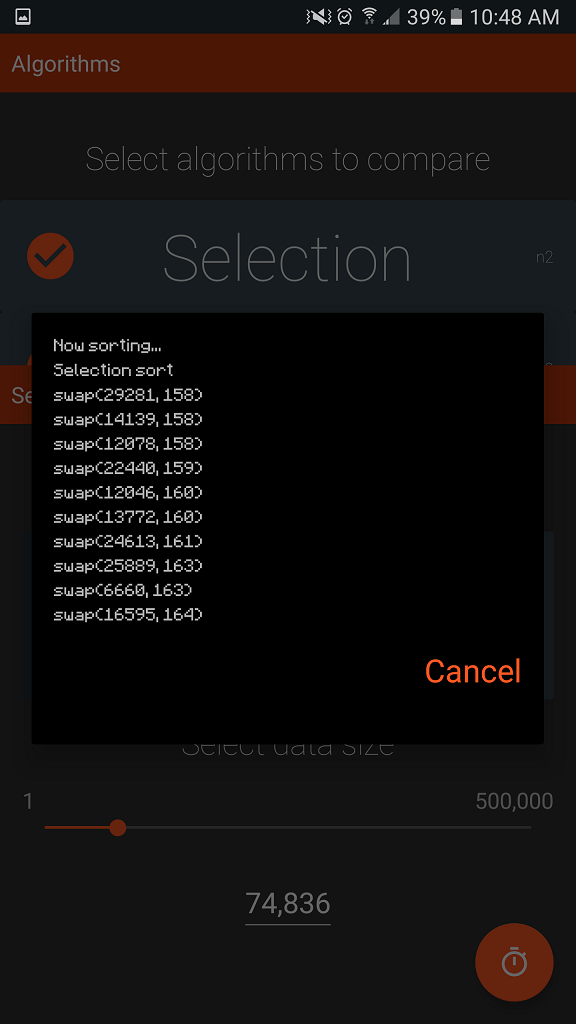 39% 10:48 AM
Algorithms
Select algorithms to compare
Selection n2
Now sorting...
Selection sort
swap(29281,158)
swap(14139,158)
swap(12078,158)
swap(22440,159)
swap(12046,160)
swap(13772,160)
swap(24613,161)
swap(25889,163)
swap(6660,163)
swap(16595,164)
Cancel
Select data size
1 500,000
74,836